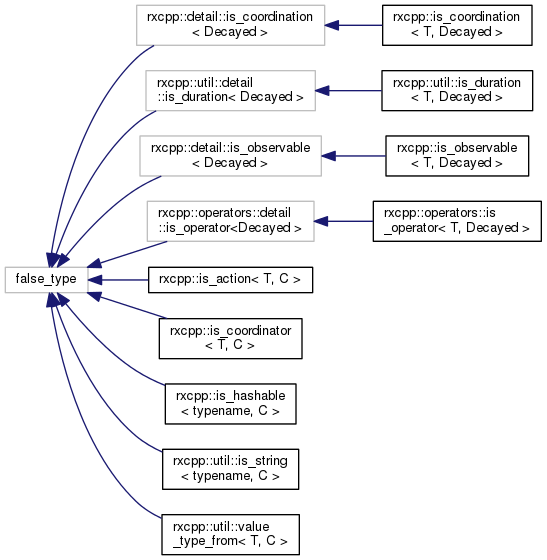 rxcpp::detail::is_coordination
< Decayed >
rxcpp::is_coordination
< T, Decayed >
rxcpp::util::detail
::is_duration< Decayed >
rxcpp::util::is_duration
< T, Decayed >
rxcpp::detail::is_observable
< Decayed >
rxcpp::is_observable
< T, Decayed >
rxcpp::operators::detail
::is_operator<Decayed >
rxcpp::operators::is
_operator< T, Decayed >
false_type
rxcpp::is_action< T, C >
rxcpp::is_coordinator
< T, C >
rxcpp::is_hashable
< typename, C >
rxcpp::util::is_string
< typename, C >
rxcpp::util::value
_type_from< T, C >